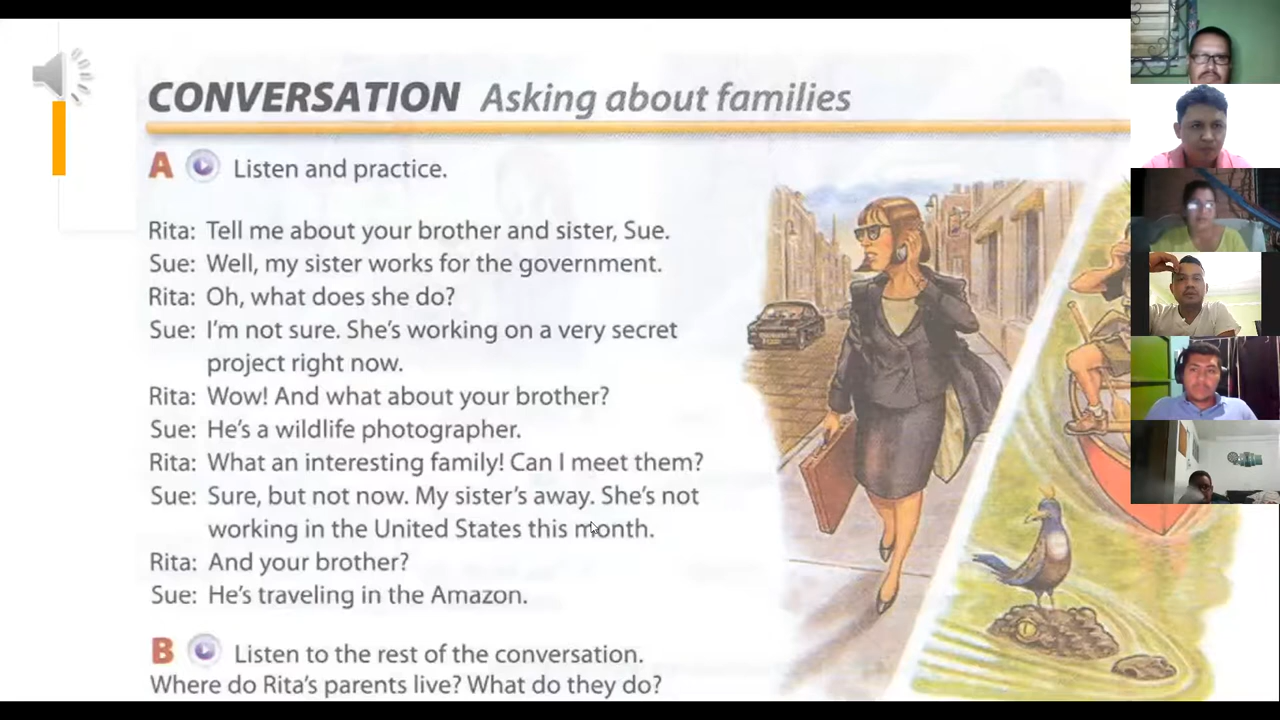 CONVERSATION Asking about families
A Listen and practice.
Rita: Tell me about your brother and sister, Sue.
Sue: Well, my sister works for the government.
Rita: Oh, what does she do?
Sue: I'm not sure. She's working on a very secret
project right now.
Rita: Wow! And what about your brother?
Sue: He's a wildlife photographer.
Rita: What an interesting family! Can I meet them?
Sue: Sure, but not now. My sister's away. She's not
working in the United States this month.
Rita: And your brother?
Sue: He's traveling in the Amazon.
B Listen to the rest of the conversation.
Where do Rita's parents live? What do they do?